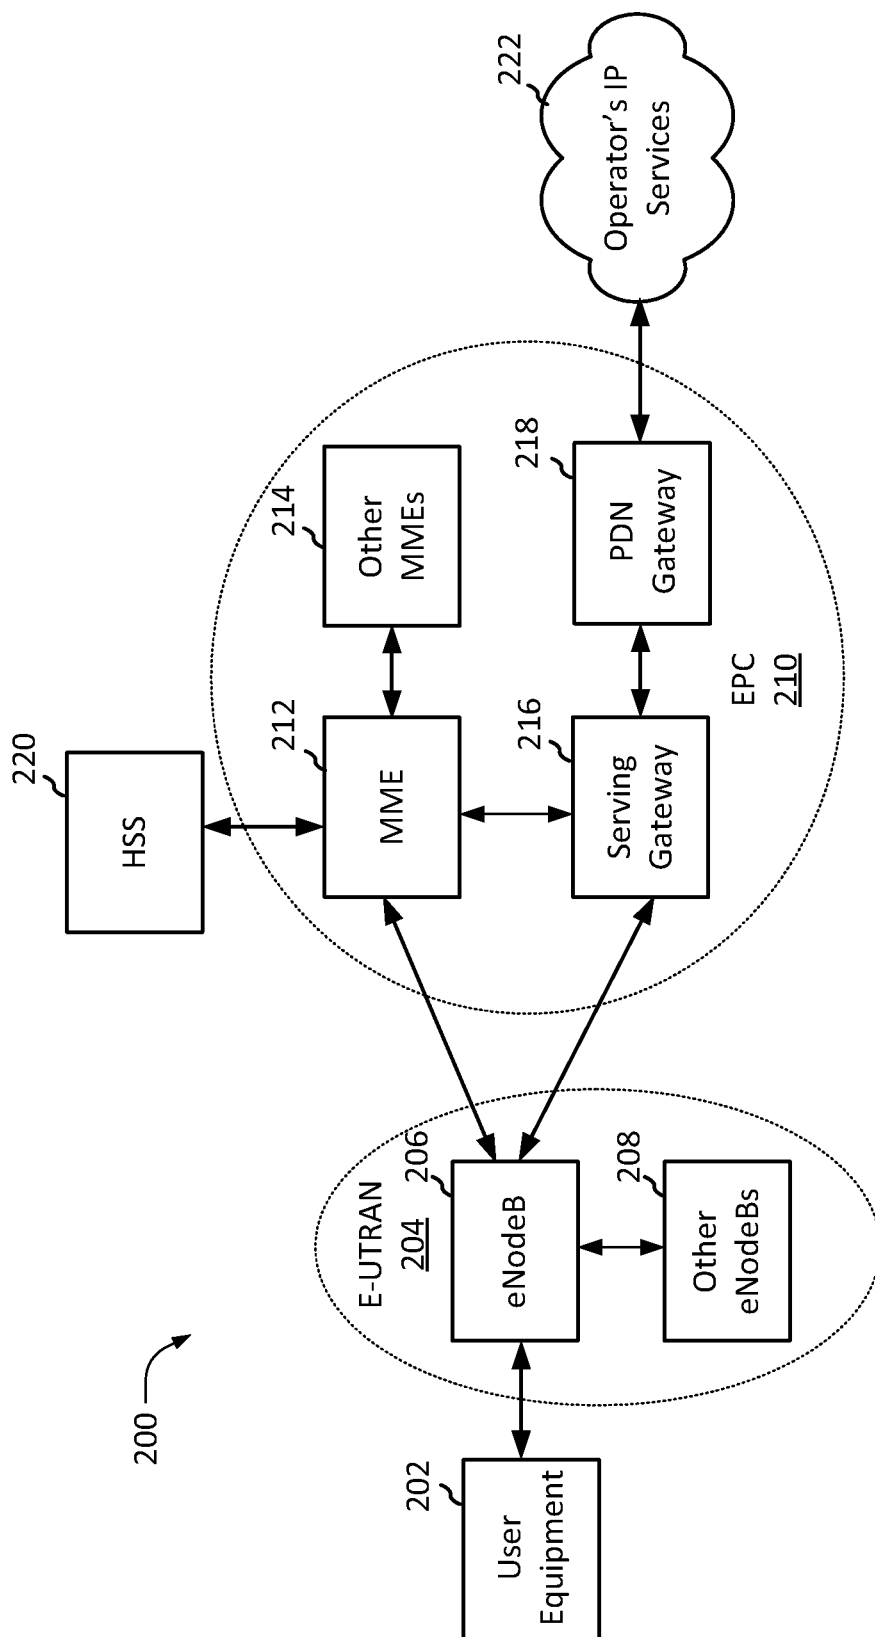 200
220
HSS
E-UTRAN
204
206
eNodeB
208
Other
eNodeBs
202
User
Equipment
212
MME
214
Other
MMEs
216
Serving
Gateway
218
PDN
Gateway
EPC
210
222
Operator’s IP
Services